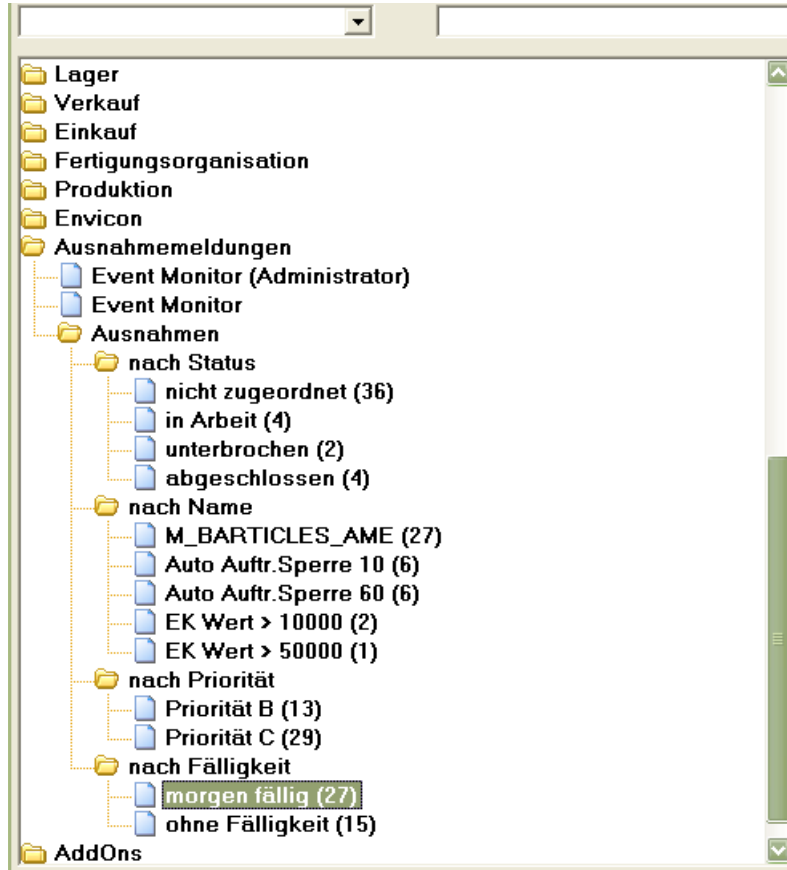 Lager
Verkauf
Einkauf
Fertigungsorganisation
Produktion
Envicon
Ausnahmemeldungen
Event Monitor (Administrator)
Event Monitor
Ausnahmen
nach Status
nicht zugeordnet (36)
in Arbeit (4)
unterbrochen (2)
abgeschlossen (4)
nach Name
M_BARTICLES_AME (27)
Auto Auftr.Sperre 10 (6)
Auto Auftr.Sperre 60 (6)
EK Wert > 10000 (2)
EK Wert > 50000 (1)
nach Priorität
Priorität B (13)
Priorität C (29)
nach Fälligkeit
morgen fällig (27)
ohne Fälligkeit (15)
AddOns